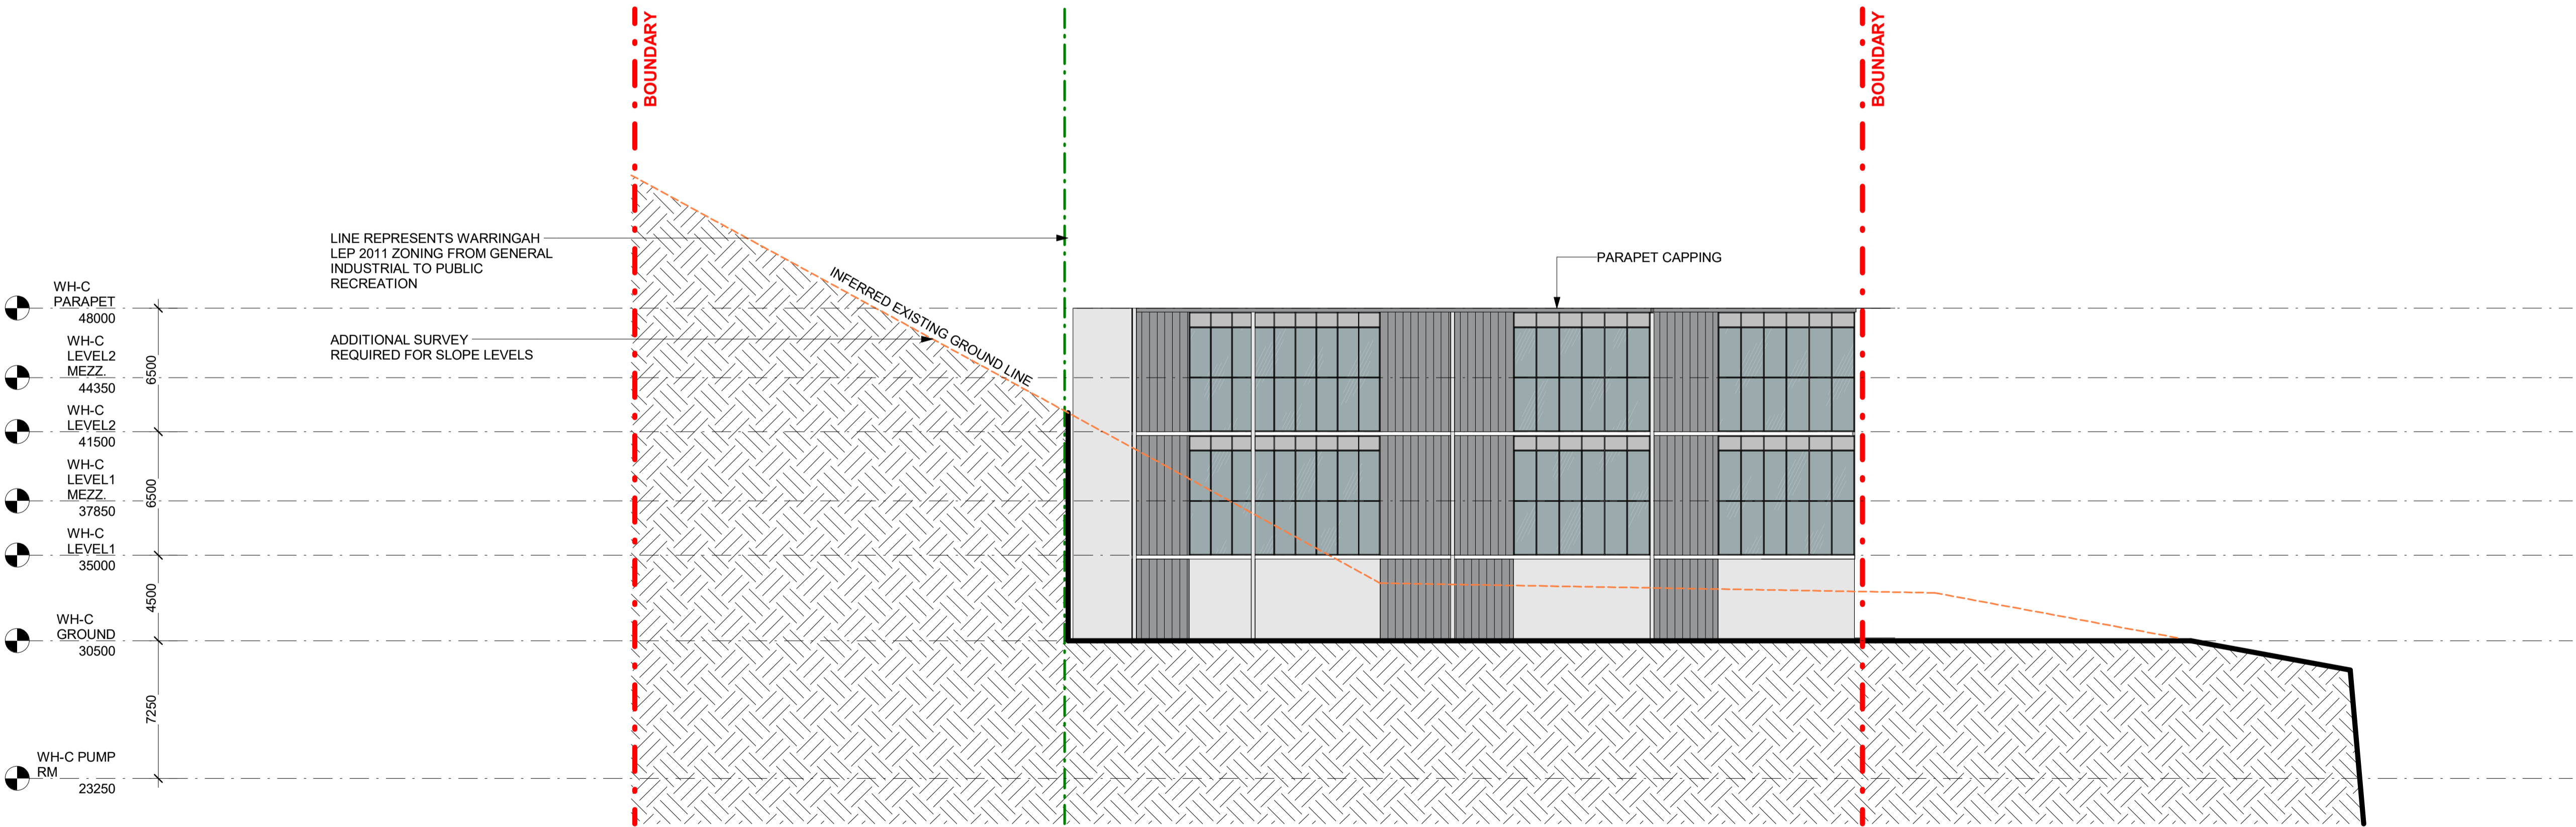 BOUNDARY
BOUNDARY
LINE REPRESENTS WARRINGAH
LEP 2011 ZONING FROM GENERAL
INDUSTRIAL TO PUBLIC
RECREATION
ADDITIONAL SURVEY
REQUIRED FOR SLOPE LEVELS
INFERRED EXISTING GROUND LINE
PARAPET CAPPING
WH-C
PARAPET
48000
WH-C
LEVEL2
MEZZ.
44350
WH-C
LEVEL2
41500
WH-C
LEVEL1
MEZZ.
37850
WH-C
LEVEL1
35000
WH-C
GROUND
30500
WH-C PUMP
RM
23250
6500
6500
4500
7250